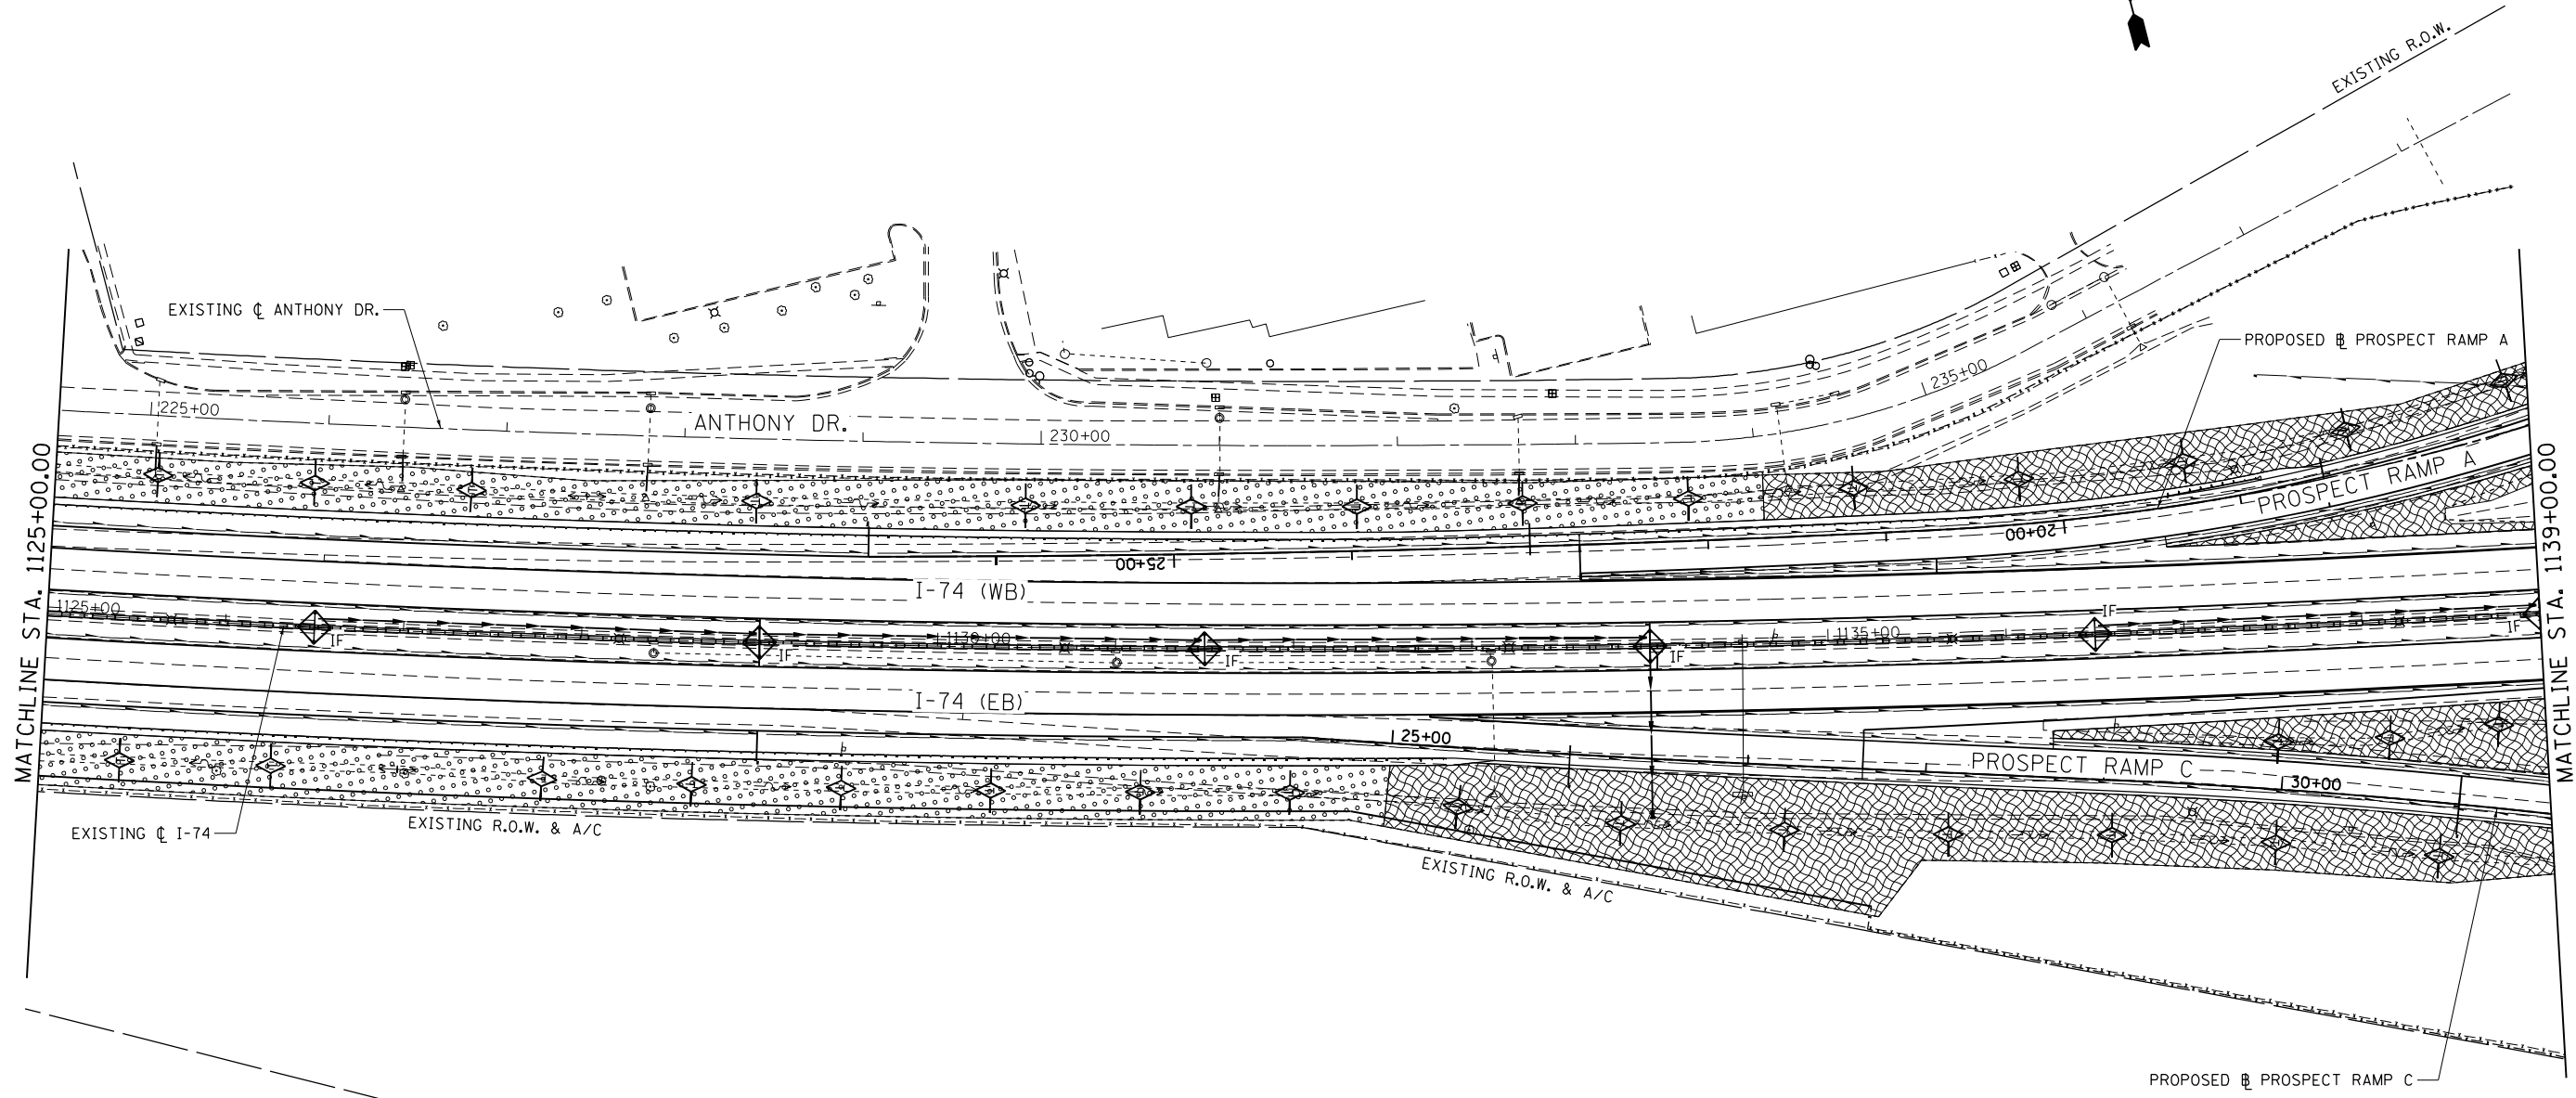 EXISTING R.O.W.
EXISTING ℄ ANTHONY DR.
PROPOSED ⅊ PROSPECT RAMP A
235+00
225+00
ANTHONY DR.
230+00
PROSPECT RAMP A
20+00
25+00
I-74 (WB)
1125+00
IF
IF
1130+00
IF
IF
1135+00
IF
IF
I-74 (EB)
25+00
PROSPECT RAMP C
30+00
EXISTING ℄ I-74
EXISTING R.O.W. & A/C
EXISTING R.O.W. & A/C
PROPOSED ⅊ PROSPECT RAMP C
MATCHLINE STA. 1125+00.00
MATCHLINE STA. 1139+00.00